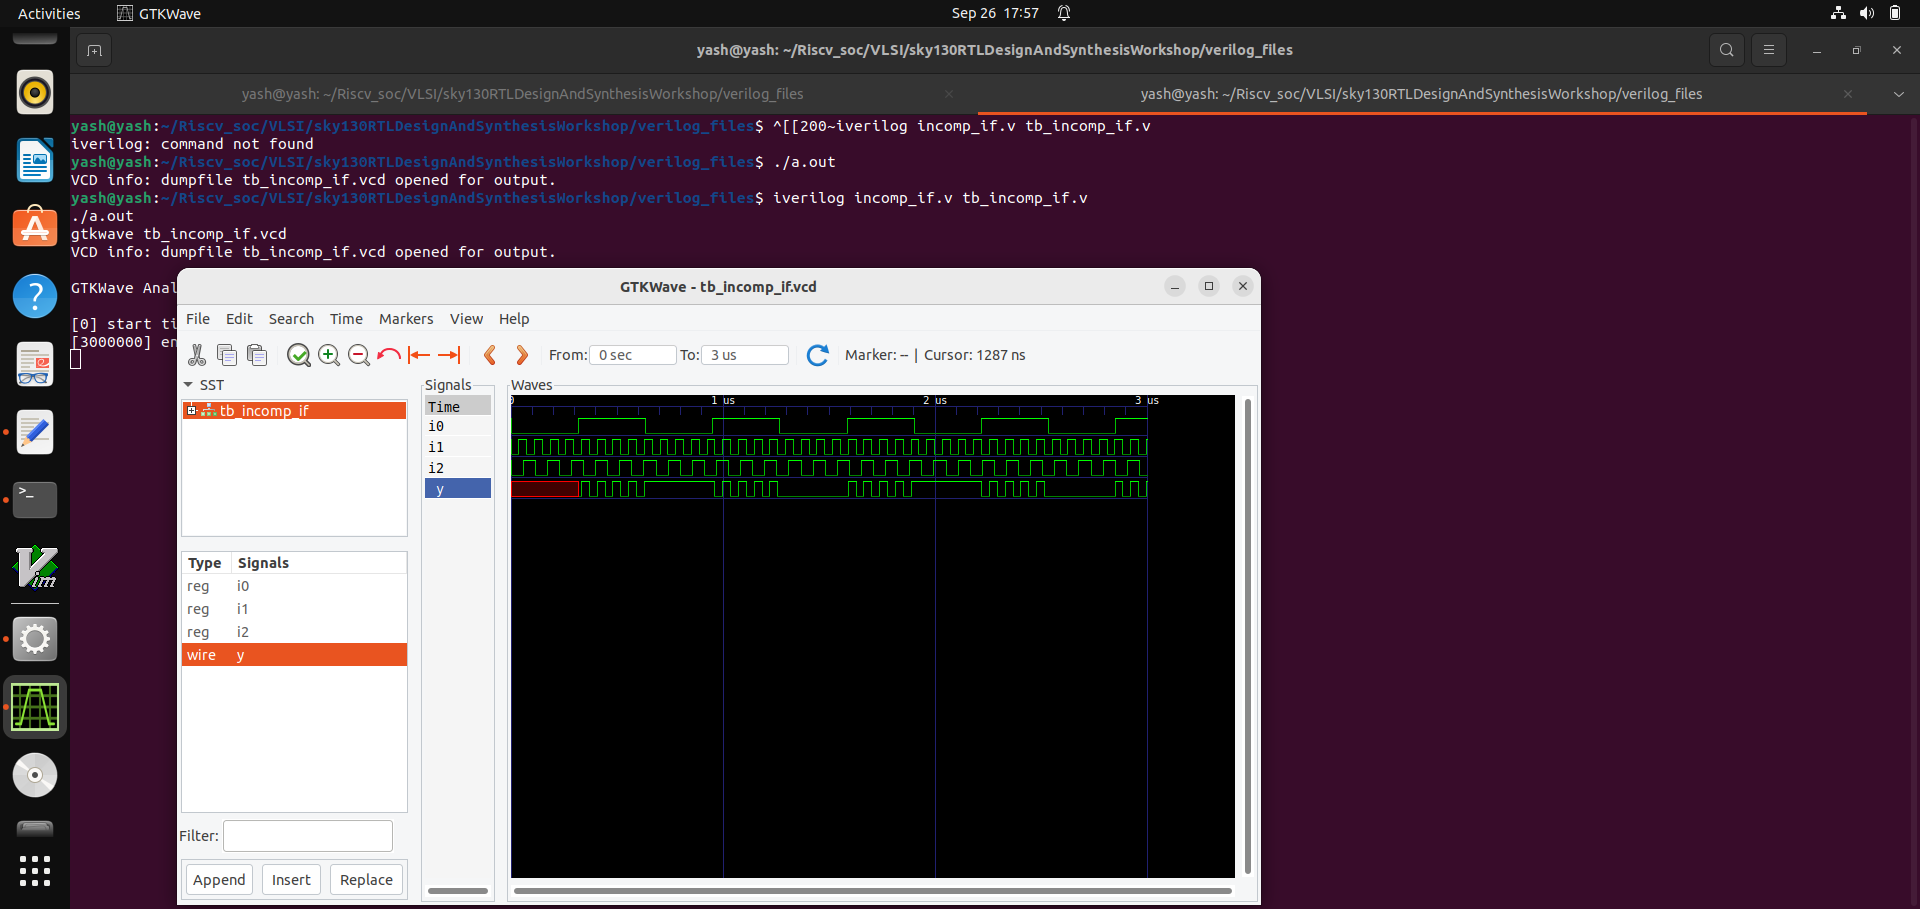 Activities GTKWave Sep 26 17:57
yash@yash: ~/Riscv_soc/VLSI/sky130RTLDesignAndSynthesisWorkshop/verilog_files
yash@yash: ~/Riscv_soc/VLSI/sky130RTLDesignAndSynthesisWorkshop/verilog_files yash@yash: ~/Riscv_soc/VLSI/sky130RTLDesignAndSynthesisWorkshop/verilog_files
yash@yash:~/Riscv_soc/VLSI/sky130RTLDesignAndSynthesisWorkshop/verilog_files$ ^[[200~iverilog incomp_if.v tb_incomp_if.v
iverilog: command not found
yash@yash:~/Riscv_soc/VLSI/sky130RTLDesignAndSynthesisWorkshop/verilog_files$ ./a.out
VCD info: dumpfile tb_incomp_if.vcd opened for output.
yash@yash:~/Riscv_soc/VLSI/sky130RTLDesignAndSynthesisWorkshop/verilog_files$ iverilog incomp_if.v tb_incomp_if.v
./a.out
gtkwave tb_incomp_if.vcd
VCD info: dumpfile tb_incomp_if.vcd opened for output.
GTKWave Anal
[0] start ti
[3000000] en
GTKWave - tb_incomp_if.vcd
File Edit Search Time Markers View Help
From: 0 sec To: 3 us Marker: -- | Cursor: 1287 ns
SST
tb_incomp_if
Type Signals
reg i0
reg i1
reg i2
wire y
Filter:
Append Insert Replace
Signals
Time
i0
i1
i2
y
Waves
0 1 us 2 us 3 us
>_
Vim